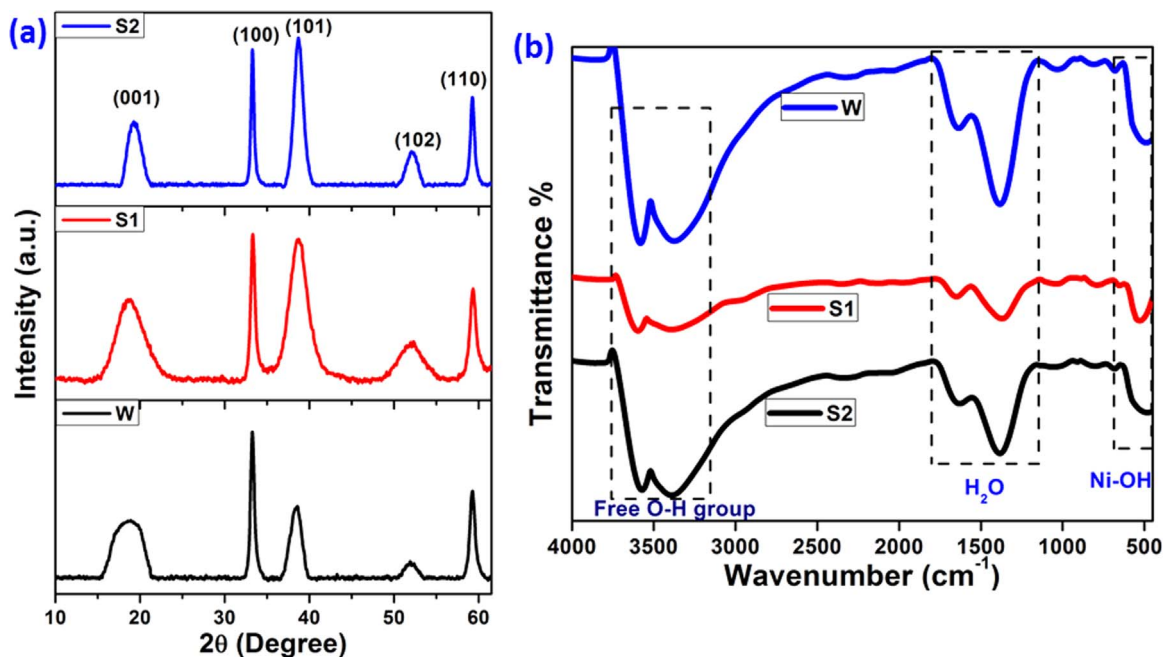 (a)
S2
(001)
(100)
(101)
(102)
(110)
S1
W
Intensity (a.u.)
10 20 30 40 50 60
2θ (Degree)
(b)
W
S1
S2
Free O-H group
H₂O
Ni-OH
Transmittance %
4000 3500 3000 2500 2000 1500 1000 500
Wavenumber (cm⁻¹)